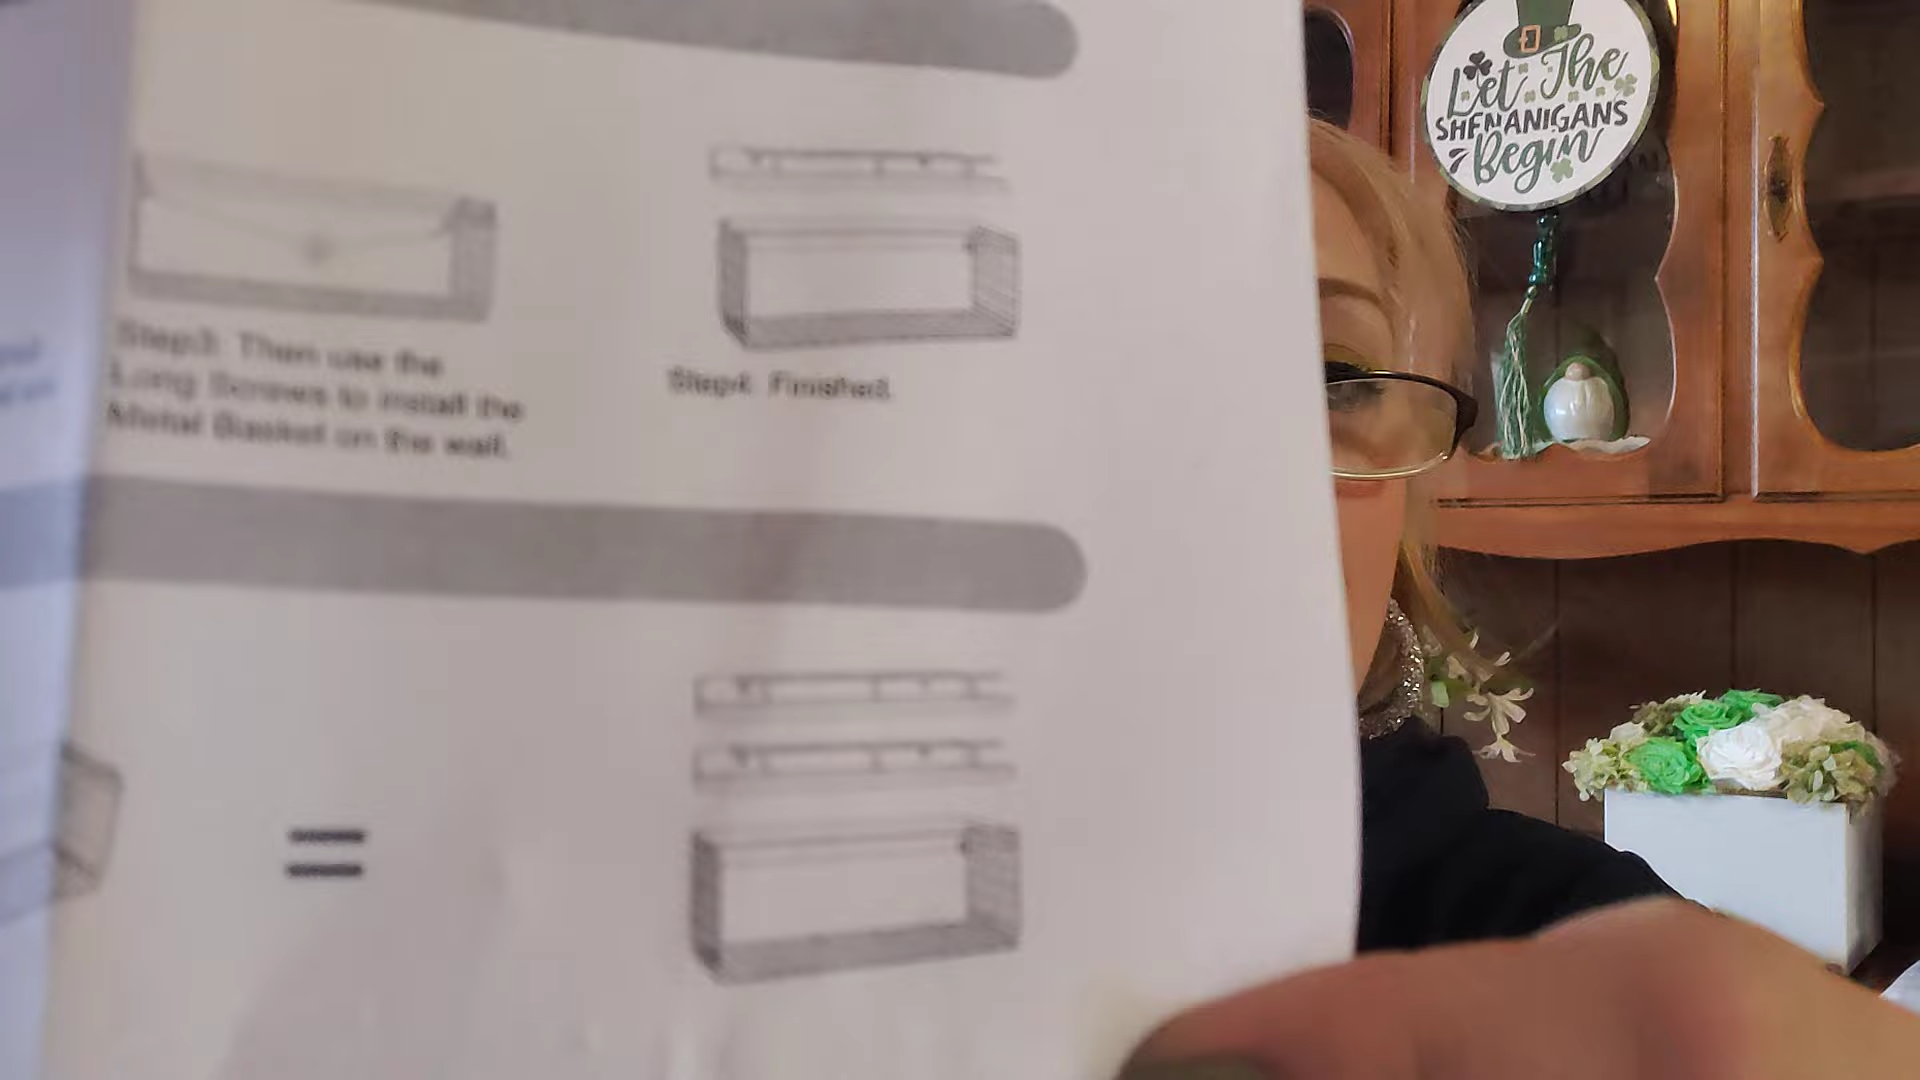 Step3: Then use the
Long Screws to install the
Metal Basket on the wall.
Step4: Finished.
=
Let The
SHENANIGANS
Begin